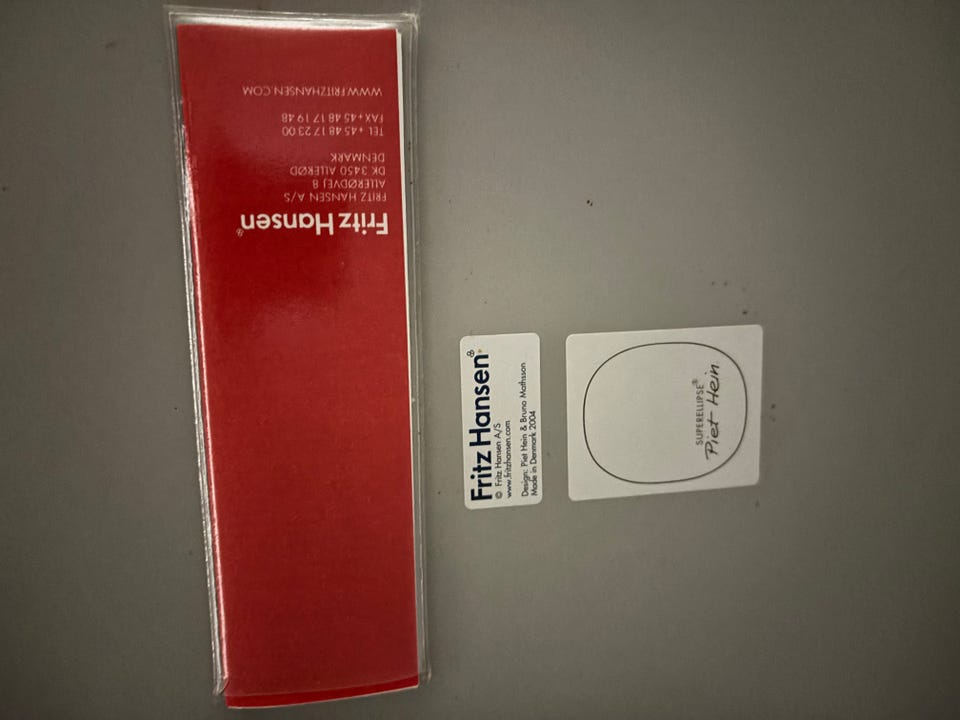 Fritz Hansen®
FRITZ HANSEN A/S
ALLERØDVEJ 8
DK 3450 ALLERØD
DENMARK
TEL +45 48 17 23 00
FAX+45 48 17 19 48
WWW.FRITZHANSEN.COM
Fritz Hansen®
© Fritz Hansen A/S
www.fritzhansen.com
Design: Piet Hein & Bruno Mathsson
Made in Denmark 2004
SUPERELLIPSE®
Piet Hein